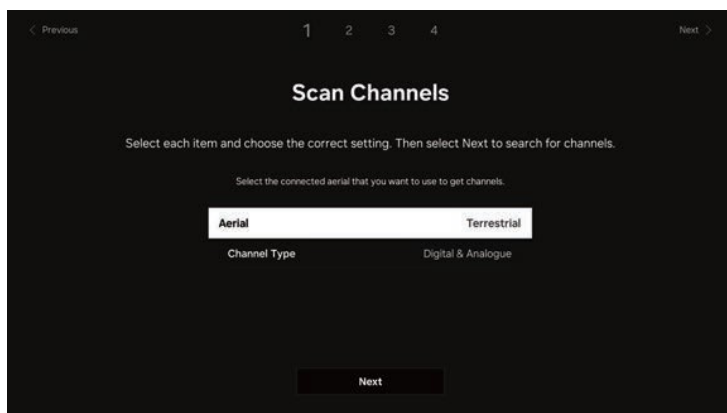 Previous 1 2 3 4 Next
Scan Channels
Select each item and choose the correct setting. Then select Next to search for channels.
Select the connected aerial that you want to use to get channels.
Aerial Terrestrial
Channel Type Digital & Analogue
Next